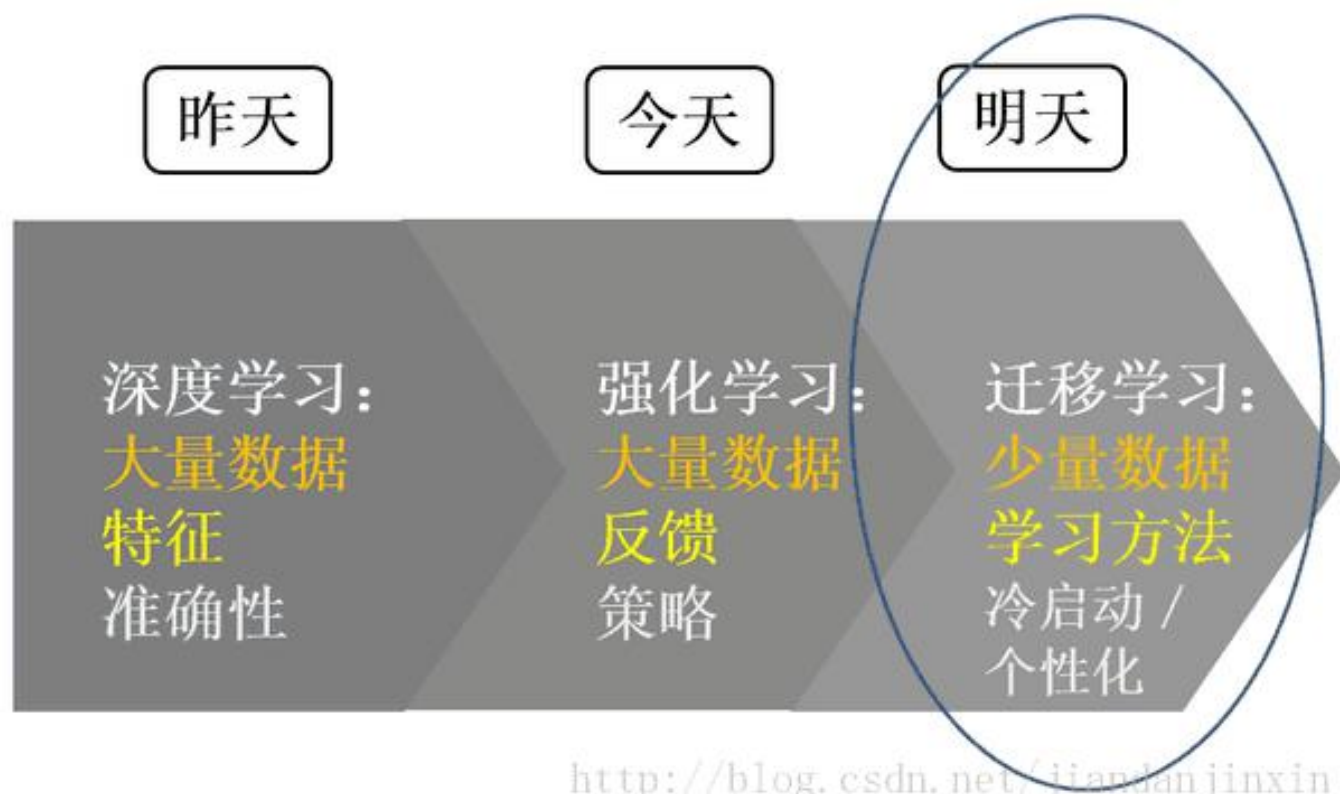 昨天
今天
明天
深度学习：
大量数据
特征
准确性
强化学习：
大量数据
反馈
策略
迁移学习：
少量数据
学习方法
冷启动 /
个性化
http://blog.csdn.net/jiandanjinxin